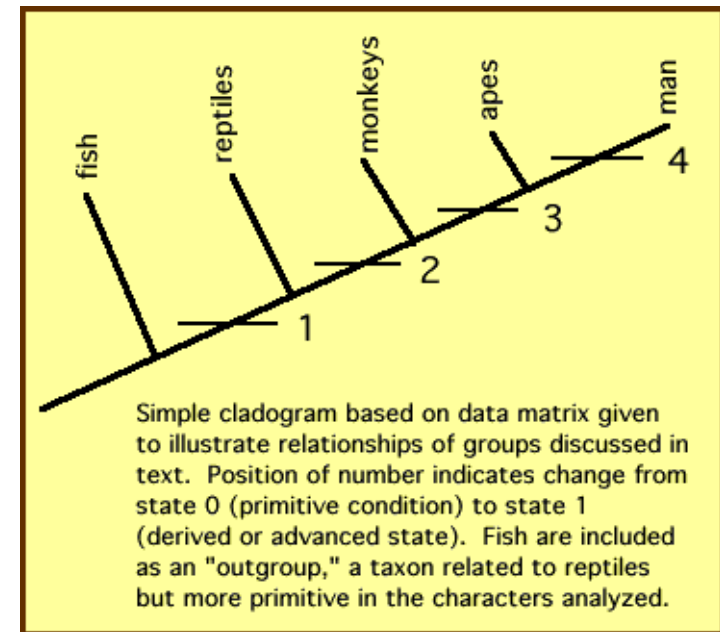 fish
reptiles
monkeys
apes
man
1
2
3
4
Simple cladogram based on data matrix given
to illustrate relationships of groups discussed in
text.  Position of number indicates change from
state 0 (primitive condition) to state 1
(derived or advanced state).  Fish are included
as an "outgroup," a taxon related to reptiles
but more primitive in the characters analyzed.